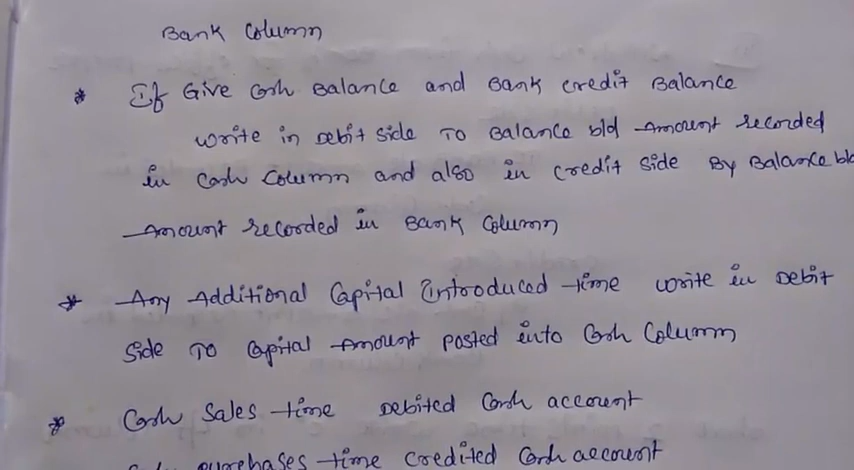 Bank Column
* If Give Cash Balance and Bank credit Balance
write in Debit side To Balance bld Amount recorded
in Cash Column and also in credit side By Balance bl
Amount recorded in Bank Column
* Any Additional Capital Introduced time write in Debit
side To Capital Amount posted into Cash Column
* Cash Sales time Debited Cash account
purchases time credited Cash account